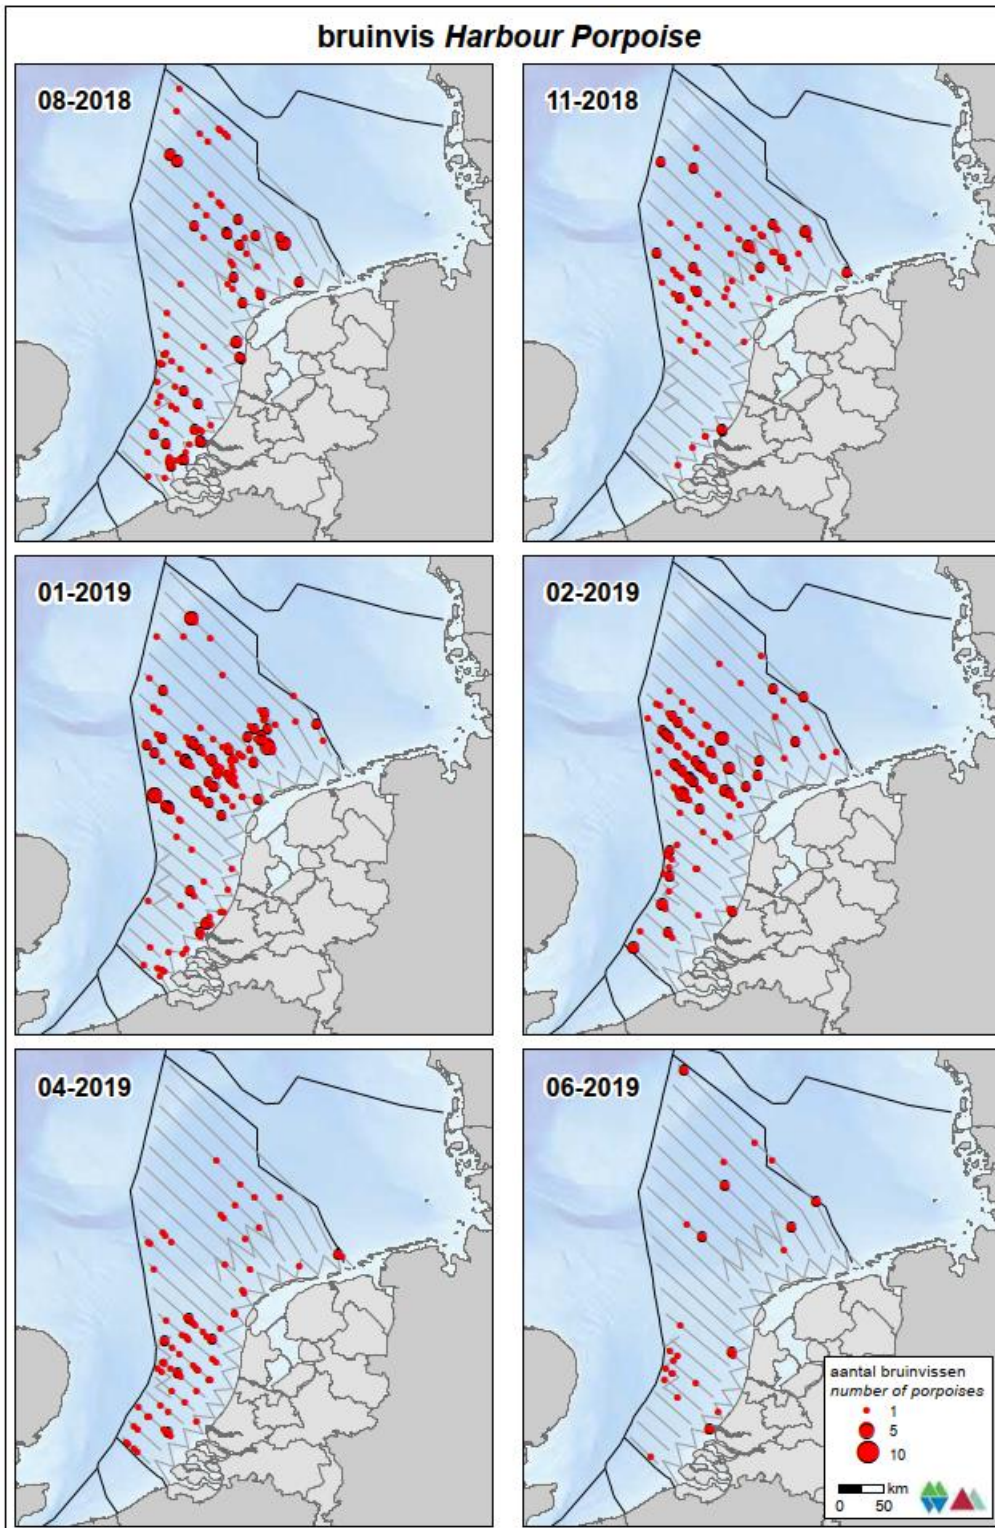 bruinvis Harbour Porpoise
08-2018
11-2018
01-2019
02-2019
04-2019
06-2019
aantal bruinvissen
number of porpoises
1
5
10
km
0 50